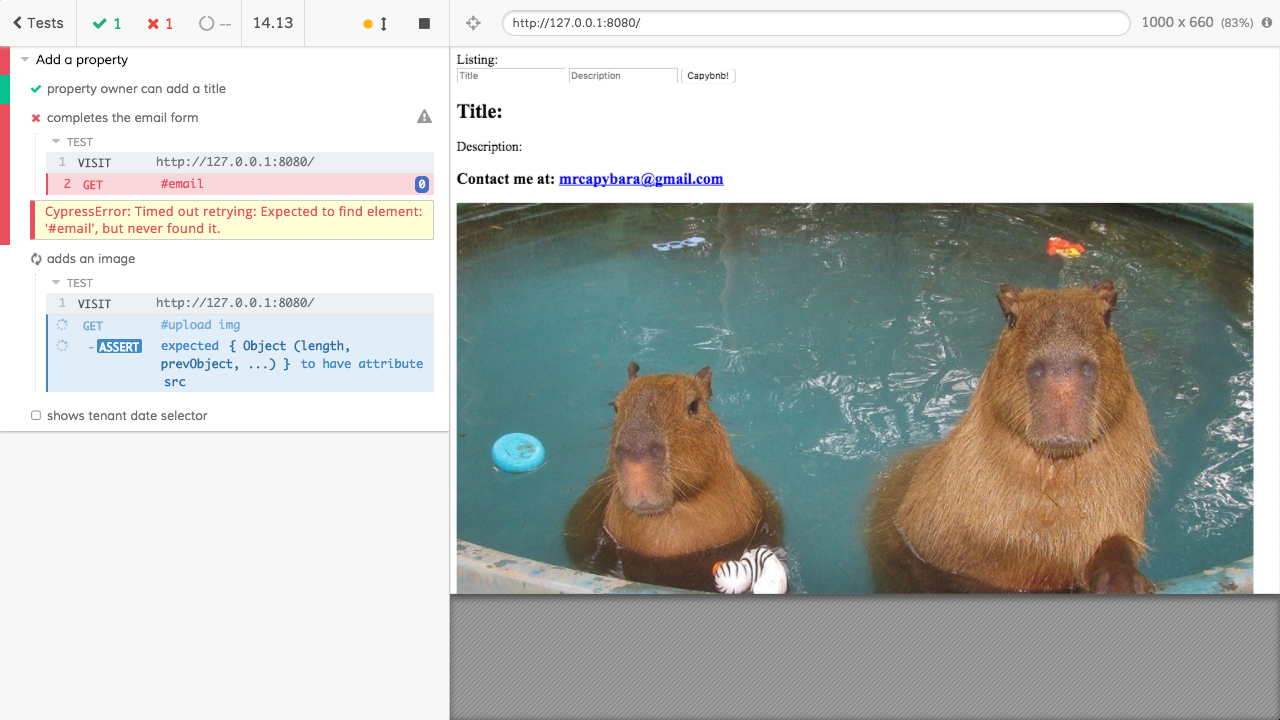 Tests
1
1
--
14.13
http://127.0.0.1:8080/
1000 x 660 (83%)
Add a property
property owner can add a title
completes the email form
TEST
1 VISIT http://127.0.0.1:8080/
2 GET #email 0
CypressError: Timed out retrying: Expected to find element:
'#email', but never found it.
adds an image
TEST
1 VISIT http://127.0.0.1:8080/
GET #upload img
- ASSERT expected { Object (length,
prevObject, ...) } to have attribute
src
shows tenant date selector
Listing:
Title Description Capybnb!
Title:
Description:
Contact me at: mrcapybara@gmail.com